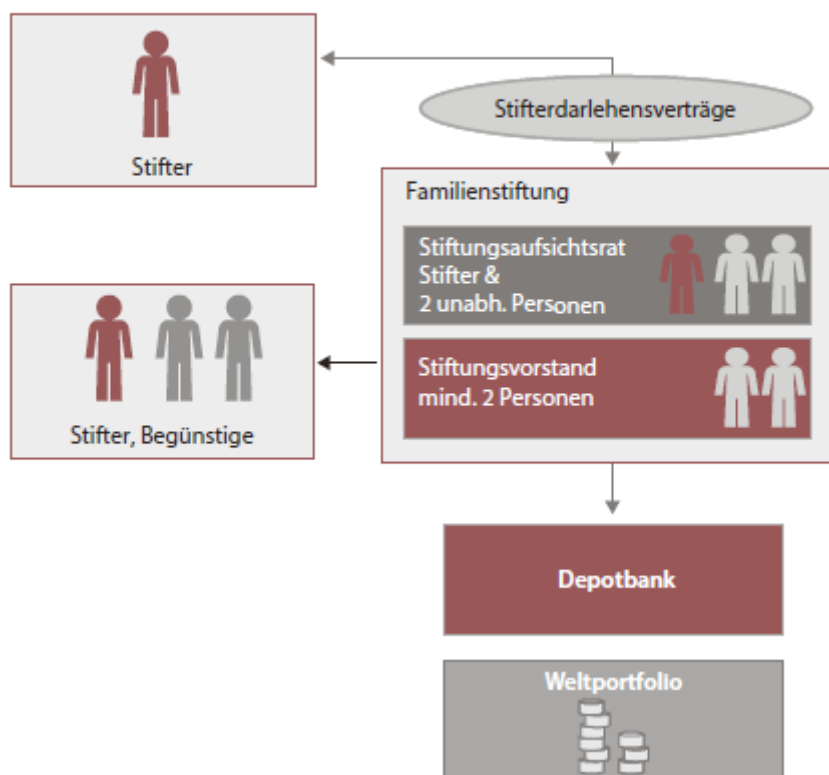 Stifter
Stifterdarlehensverträge
Familienstiftung
Stiftungsaufsichtsrat
Stifter &
2 unabh. Personen
Stiftungsvorstand
mind. 2 Personen
Stifter, Begünstige
Depotbank
Weltportfolio